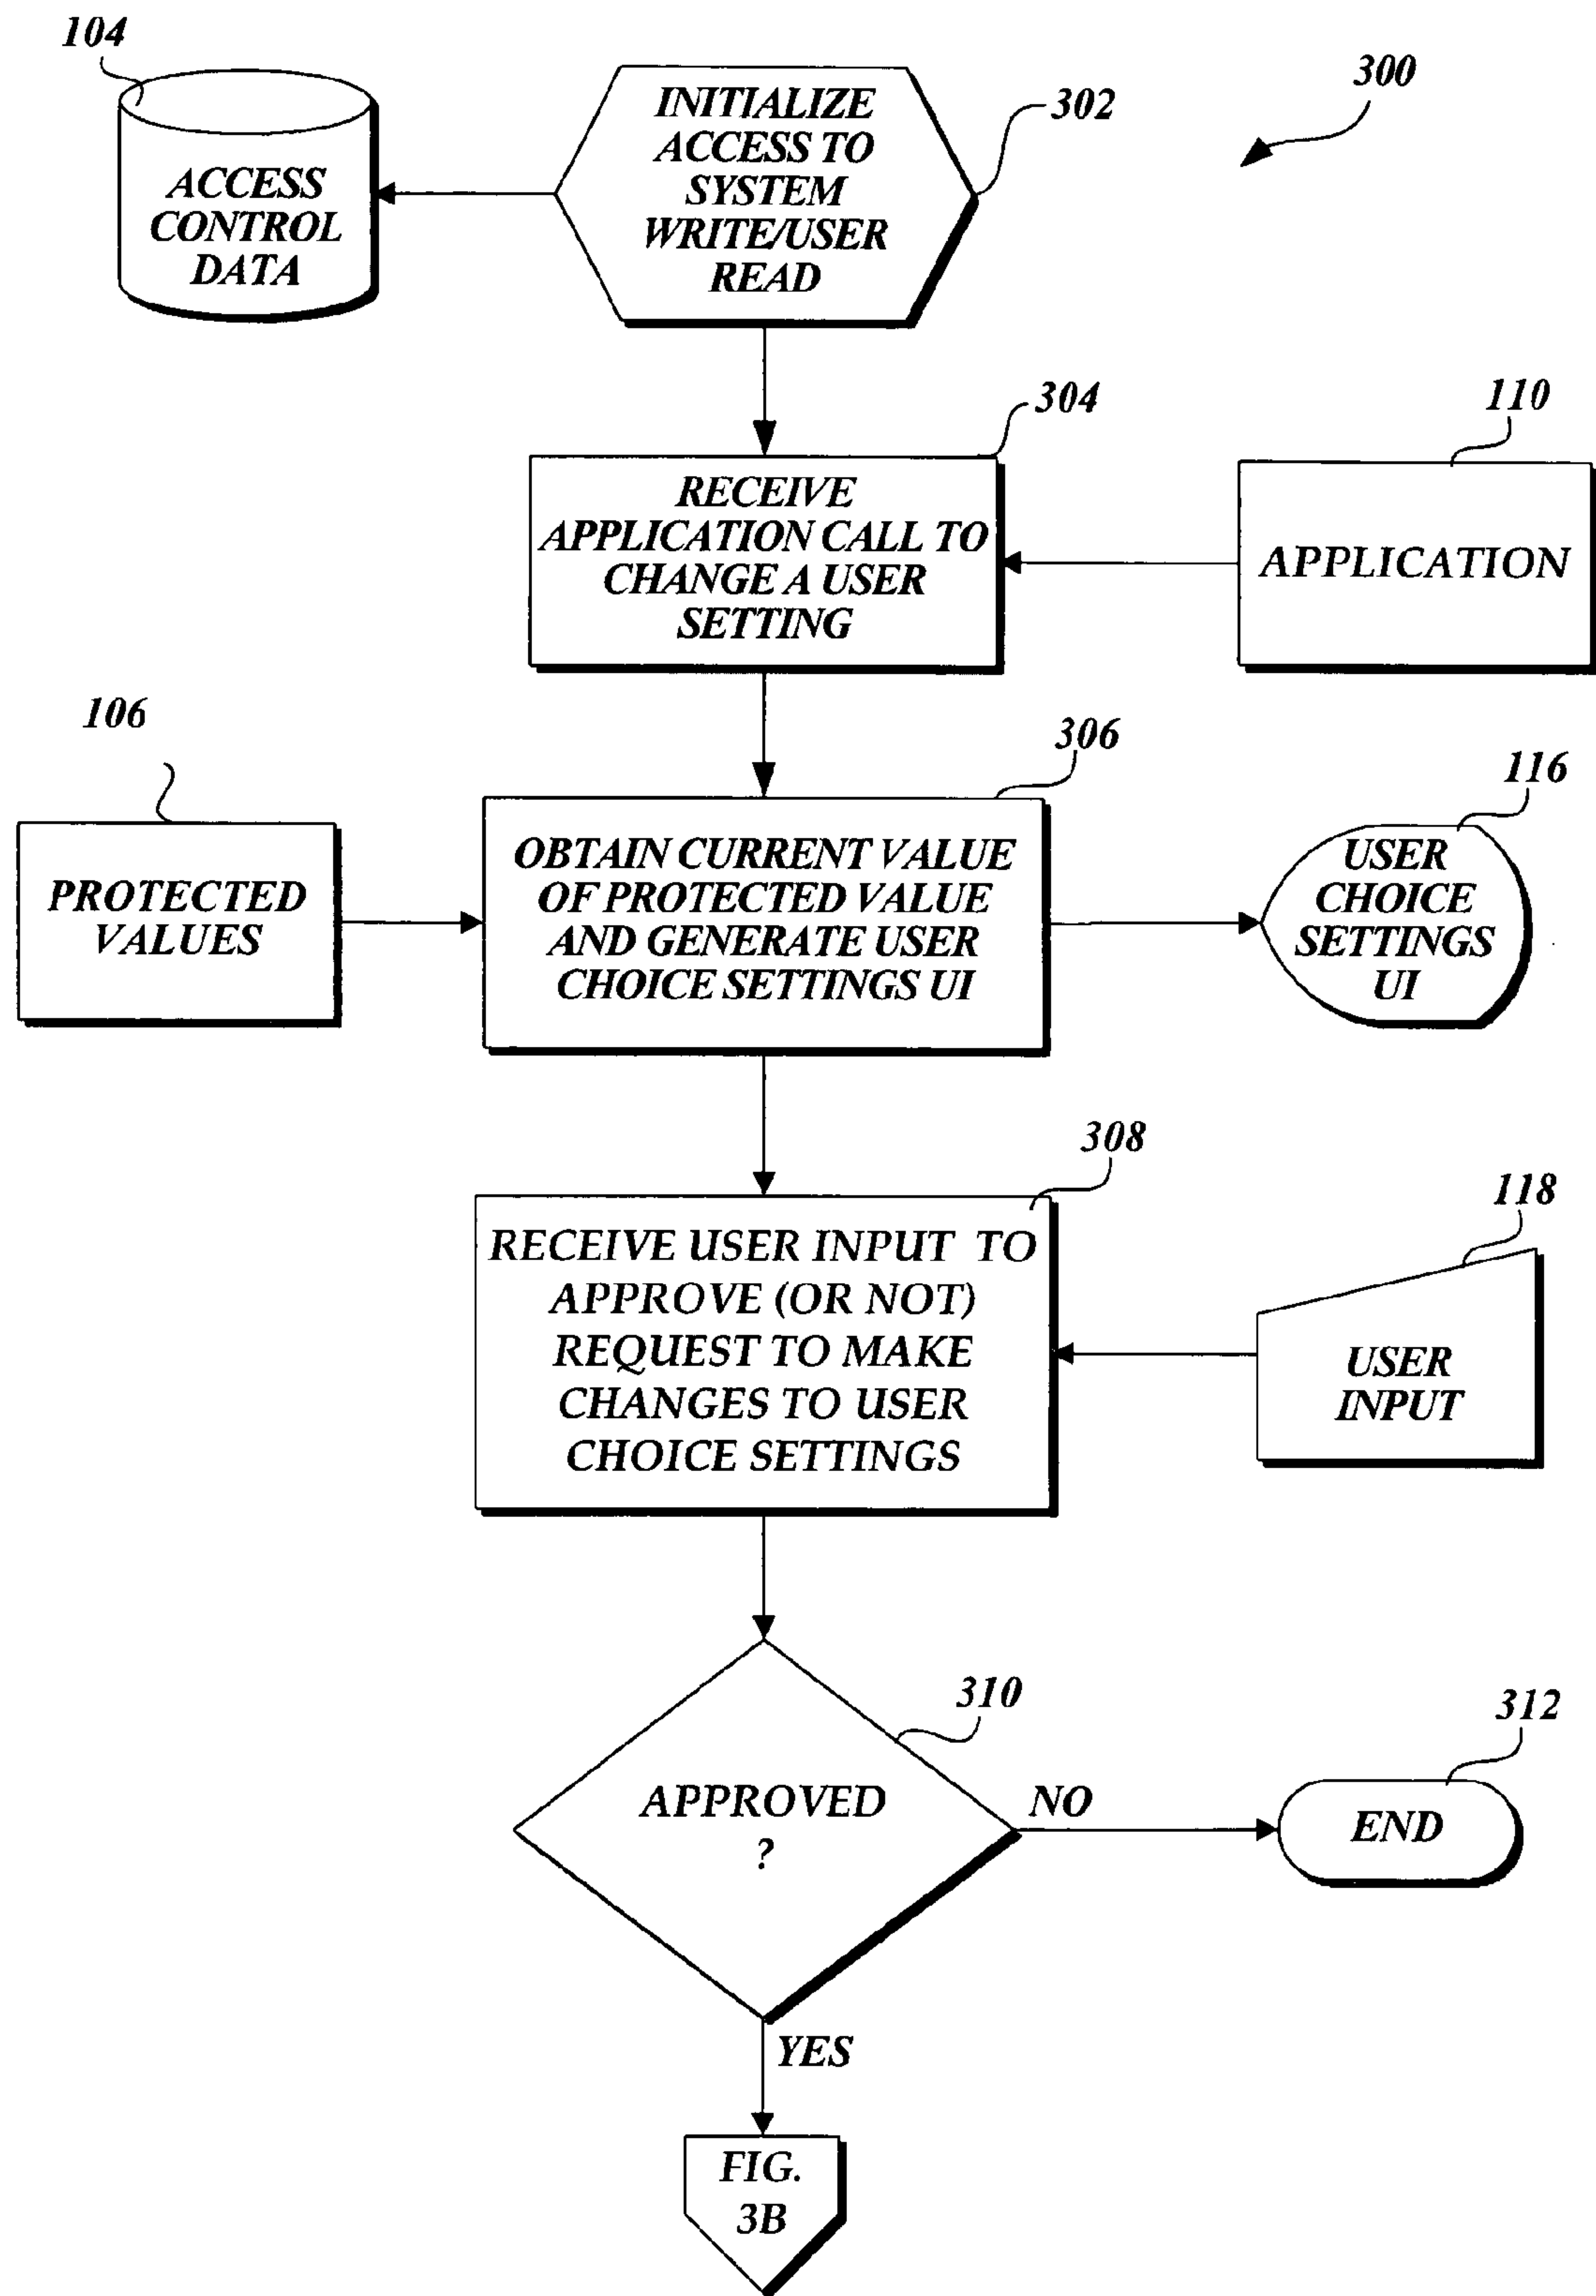 104
300
INITIALIZE
ACCESS TO
SYSTEM
WRITE/USER
READ
302
ACCESS
CONTROL
DATA
304
110
RECEIVE
APPLICATION CALL TO
CHANGE A USER
SETTING
APPLICATION
106
306
116
PROTECTED
VALUES
OBTAIN CURRENT VALUE
OF PROTECTED VALUE
AND GENERATE USER
CHOICE SETTINGS UI
USER
CHOICE
SETTINGS
UI
308
118
RECEIVE USER INPUT TO
APPROVE (OR NOT)
REQUEST TO MAKE
CHANGES TO USER
CHOICE SETTINGS
USER
INPUT
310
312
APPROVED
?
NO
END
YES
FIG.
3B